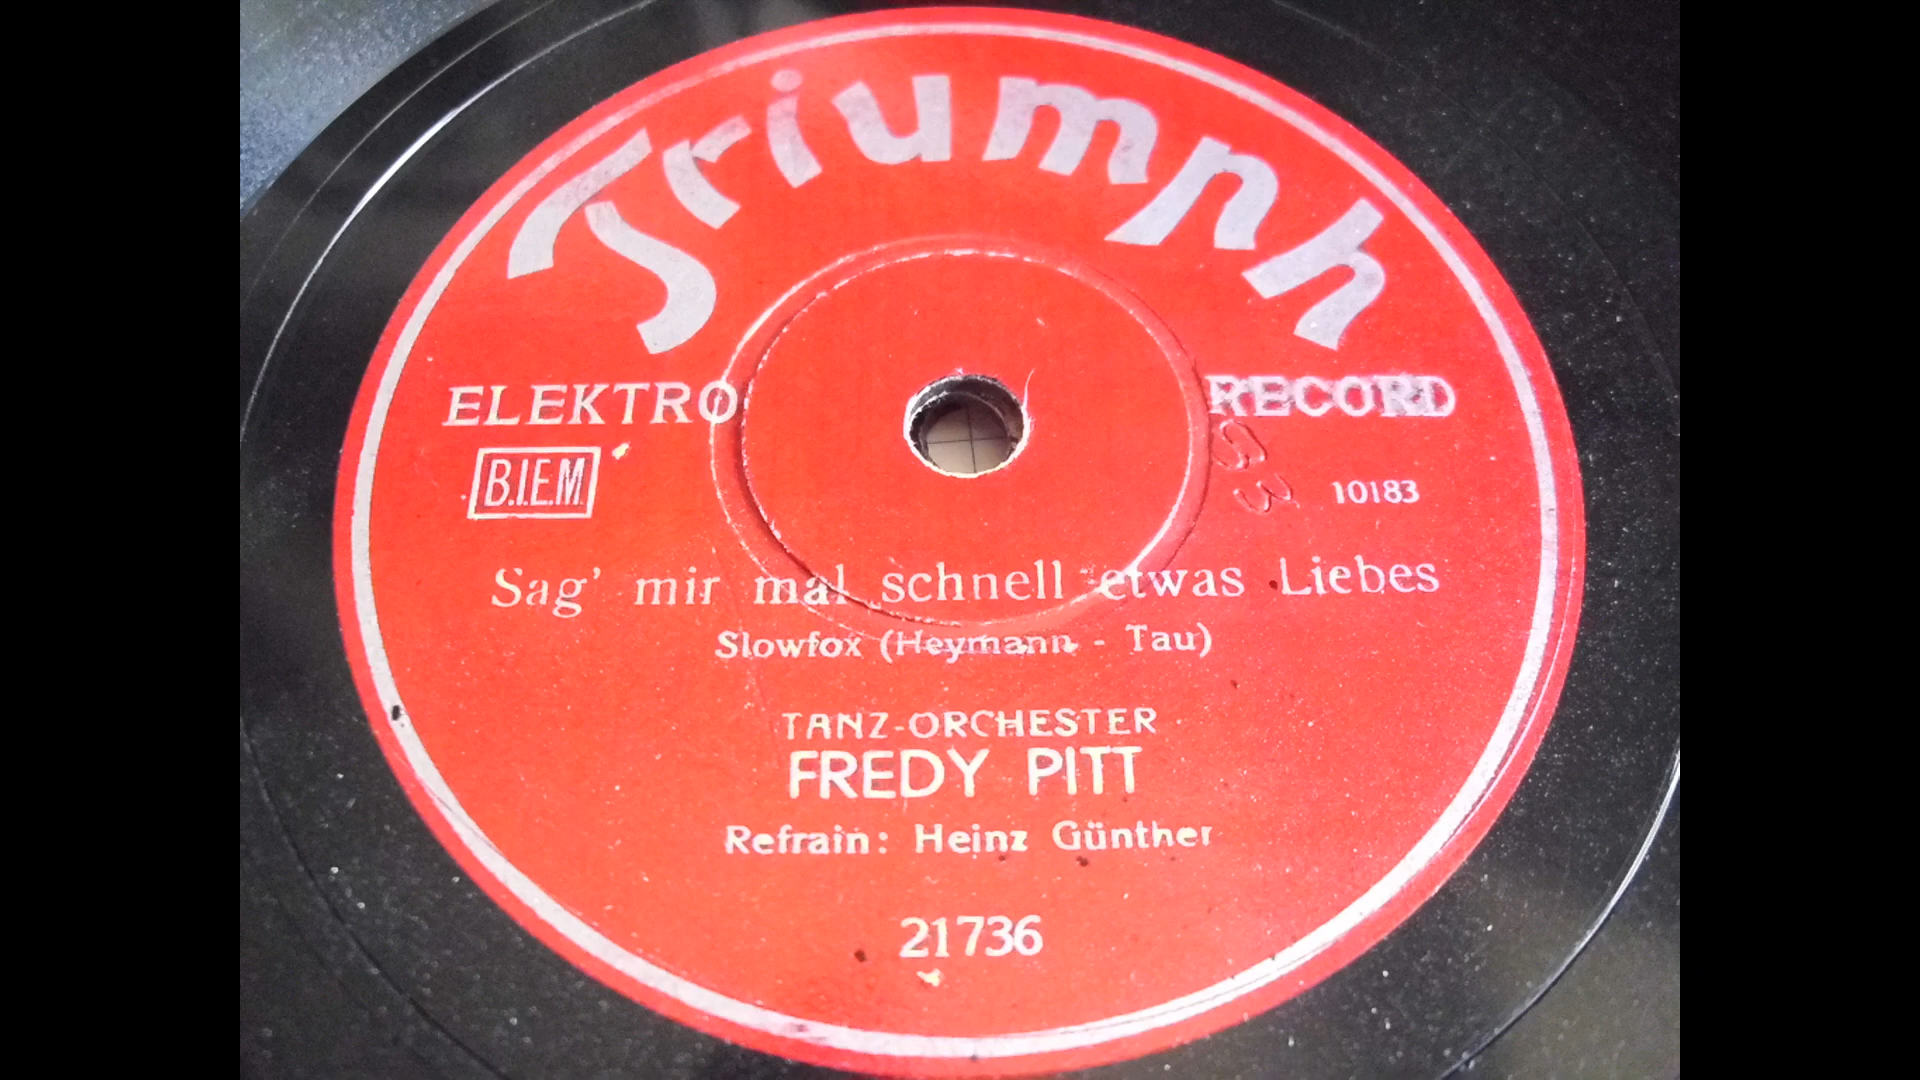 Triumph
ELEKTRO RECORD
B.I.E.M.
10183
Sag' mir mal schnell etwas Liebes
Slowfox (Heymann - Tau)
TANZ-ORCHESTER
FREDY PITT
Refrain: Heinz Günther
21736